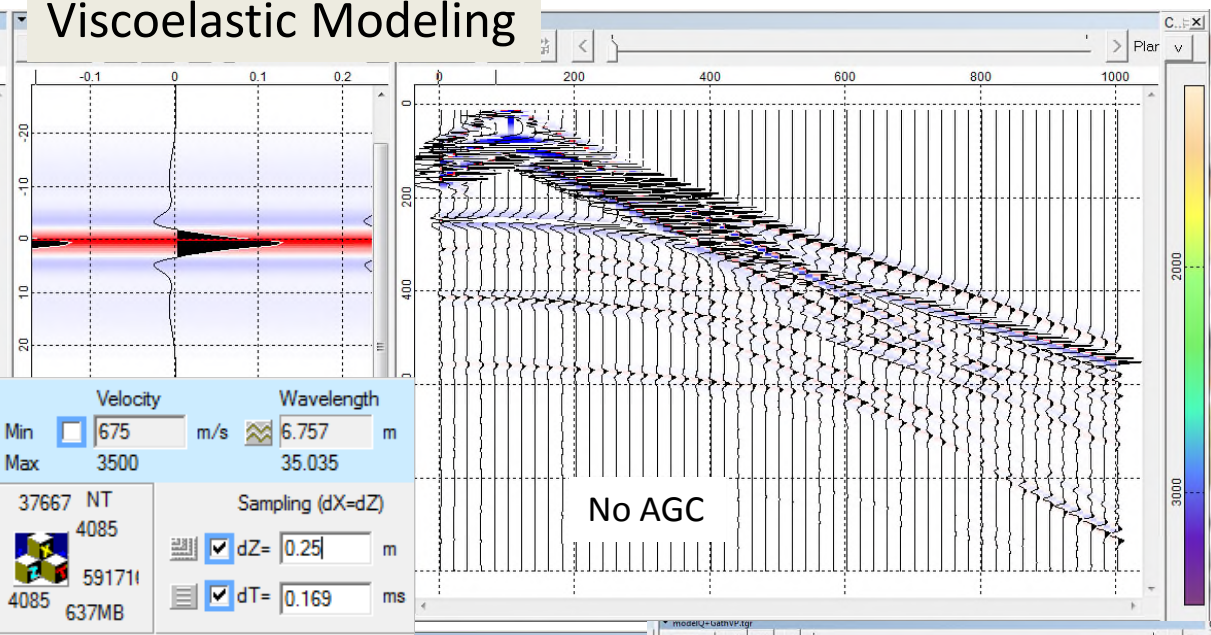 Viscoelastic Modeling
C..
Plan
v
-0.1 0 0.1 0.2
0 200 400 600 800 1000
-20
-10
0
10
20
0
200
400
2000
3000
Velocity Wavelength
Min 675 m/s 6.757 m
Max 3500 35.035
37667 NT
4085
59171
4085
637MB
Sampling (dX=dZ)
dZ= 0.25 m
dT= 0.169 ms
No AGC
modelQ+GathVP.tgr